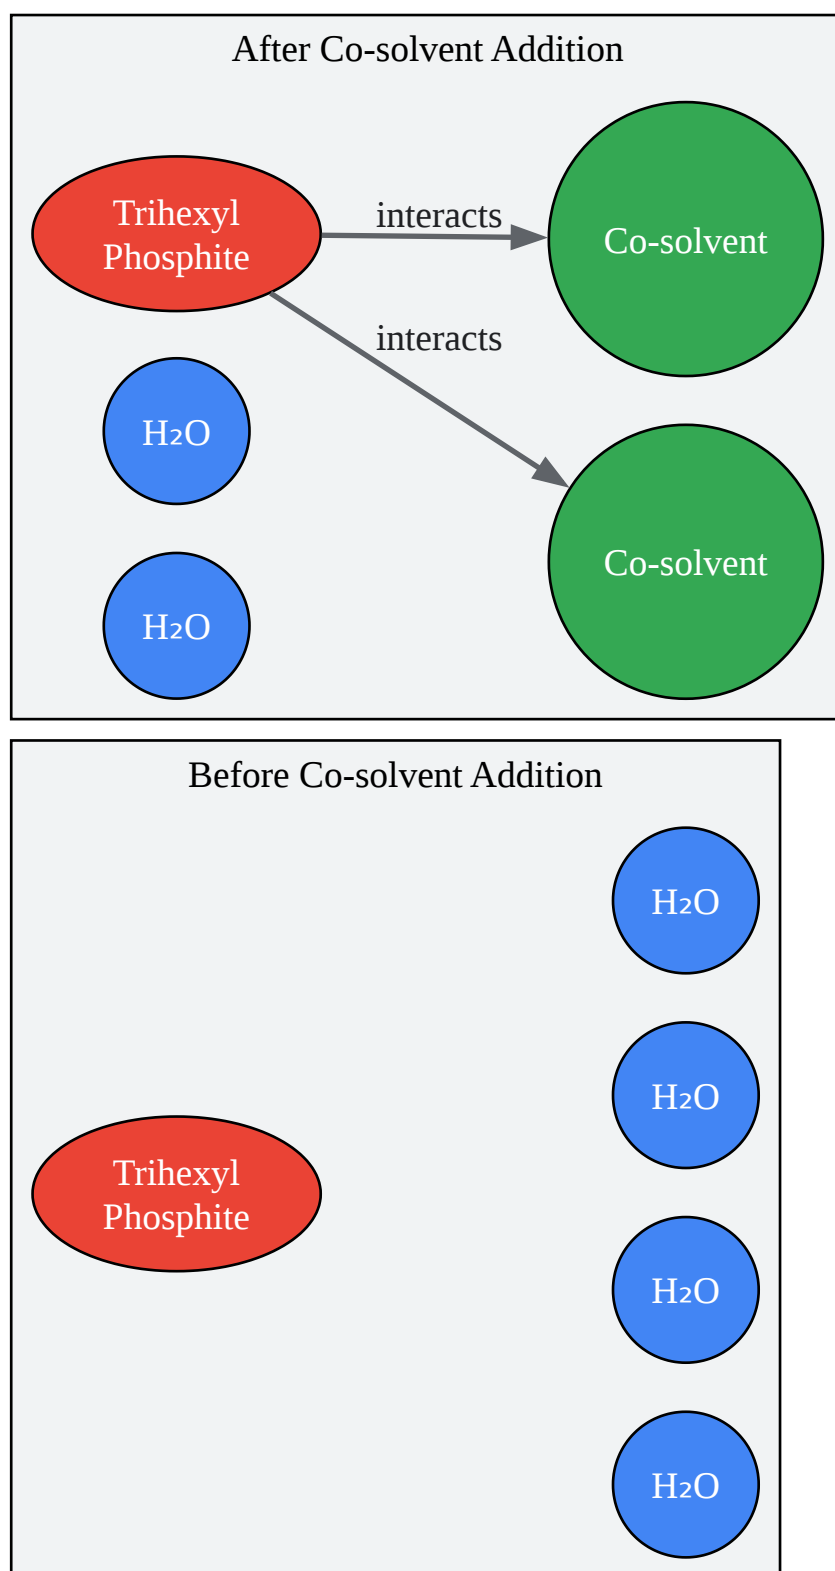 After Co-solvent Addition
Trihexyl
Phosphite
interacts
Co-solvent
interacts
H₂O
Co-solvent
H₂O
Before Co-solvent Addition
H₂O
H₂O
Trihexyl
Phosphite
H₂O
H₂O